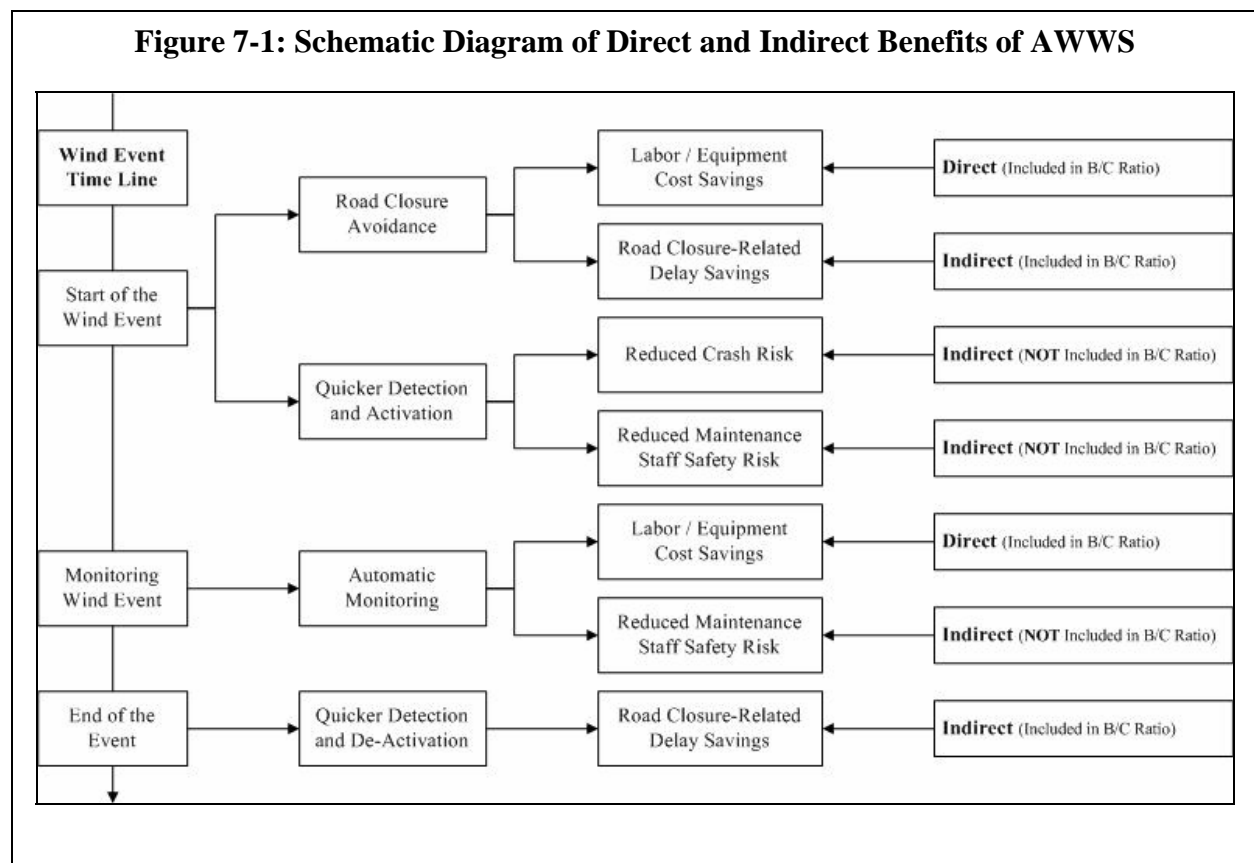 Figure 7-1: Schematic Diagram of Direct and Indirect Benefits of AWWS
Wind Event
Time Line
Start of the
Wind Event
Monitoring
Wind Event
End of the
Event
Road Closure
Avoidance
Quicker Detection
and Activation
Automatic
Monitoring
Quicker Detection
and De-Activation
Labor / Equipment
Cost Savings
Road Closure-Related
Delay Savings
Reduced Crash Risk
Reduced Maintenance
Staff Safety Risk
Labor / Equipment
Cost Savings
Reduced Maintenance
Staff Safety Risk
Road Closure-Related
Delay Savings
Direct (Included in B/C Ratio)
Indirect (Included in B/C Ratio)
Indirect (NOT Included in B/C Ratio)
Indirect (NOT Included in B/C Ratio)
Direct (Included in B/C Ratio)
Indirect (NOT Included in B/C Ratio)
Indirect (Included in B/C Ratio)